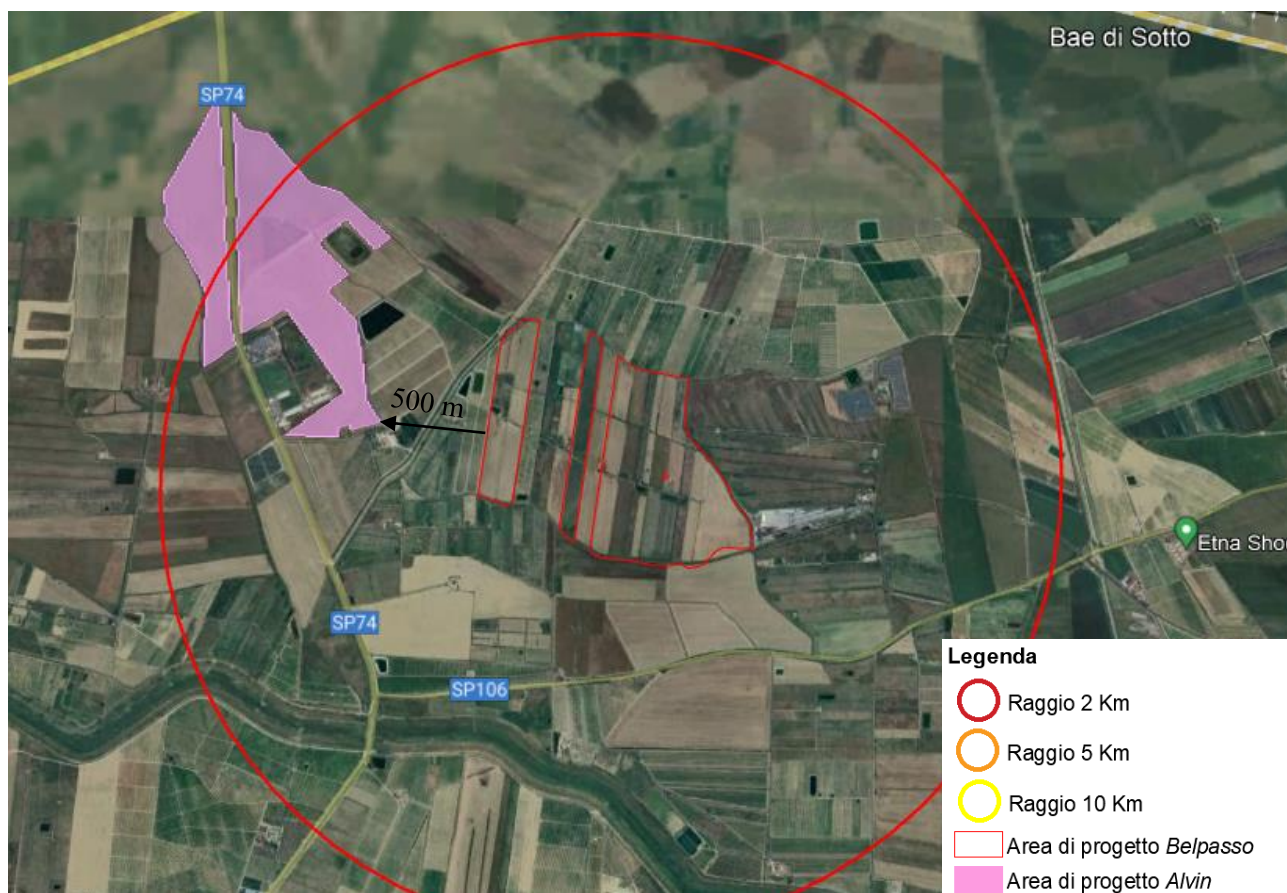 Bae di Sotto
SP74
500 m
Etna Sho
SP74
SP106
Legenda
Raggio 2 Km
Raggio 5 Km
Raggio 10 Km
Area di progetto Belpasso
Area di progetto Alvin